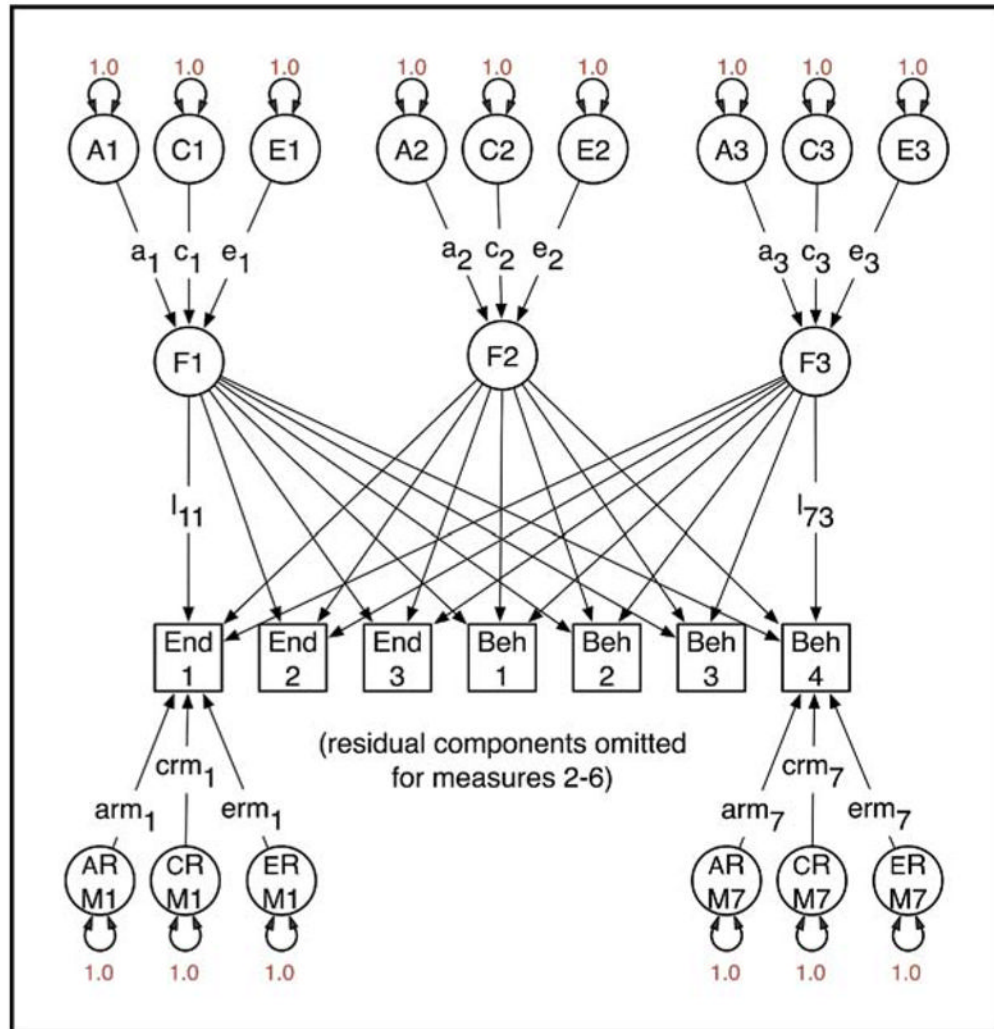 1.0 1.0 1.0 1.0 1.0 1.0 1.0 1.0 1.0
A1 C1 E1 A2 C2 E2 A3 C3 E3
a1 c1 e1 a2 c2 e2 a3 c3 e3
F1 F2 F3
l11 l73
End End End Beh Beh Beh Beh
1 2 3 1 2 3 4
(residual components omitted
for measures 2-6)
crm1 crm7
arm1 erm1 arm7 erm7
AR CR ER AR CR ER
M1 M1 M1 M7 M7 M7
1.0 1.0 1.0 1.0 1.0 1.0